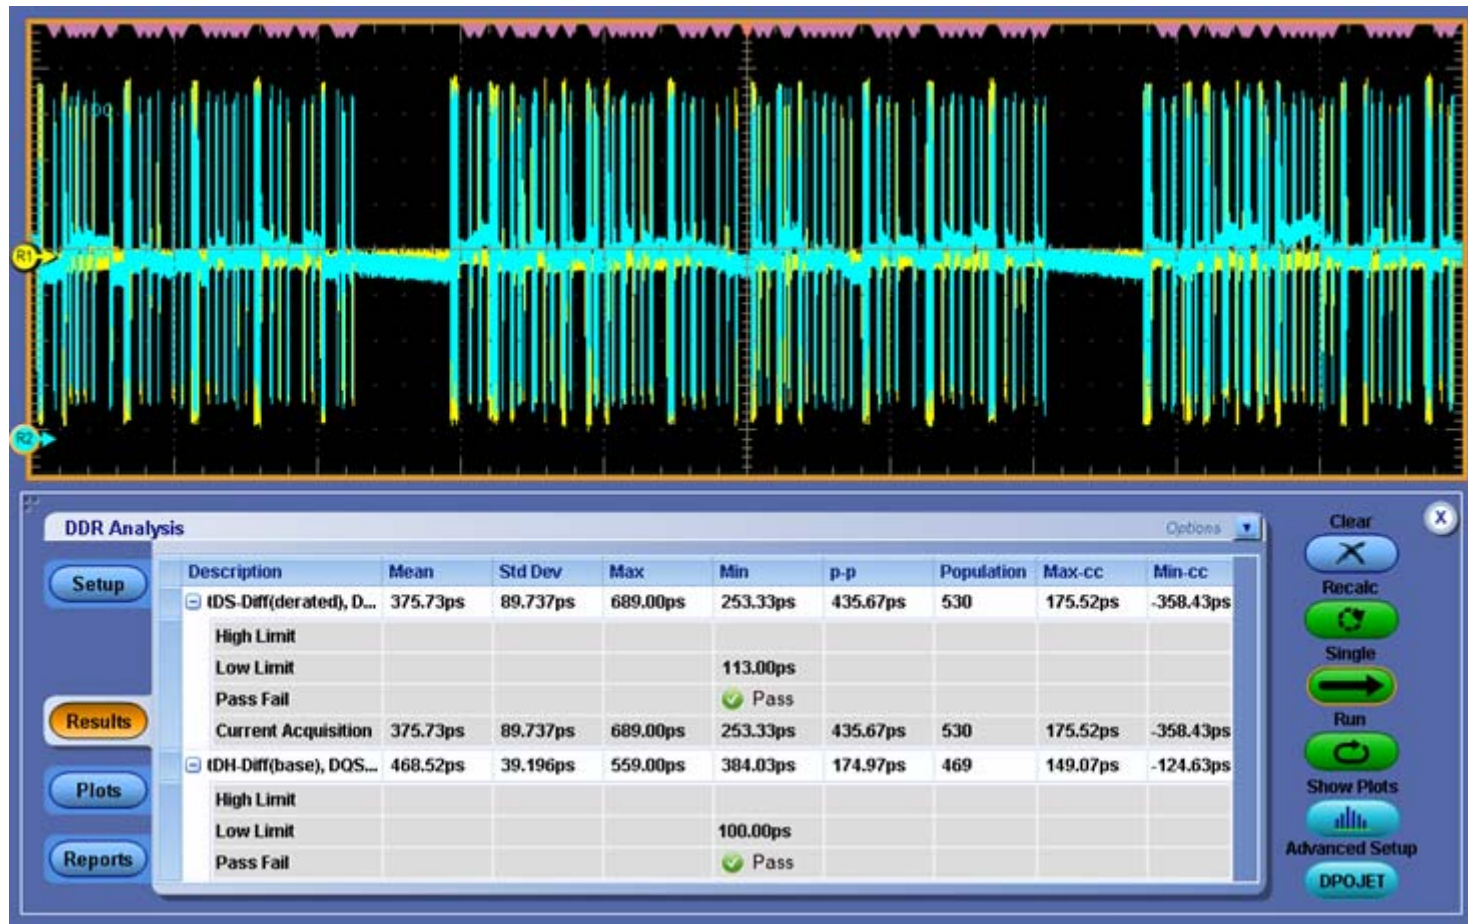 R1
R2
DDR Analysis
Options
Clear
X
Setup
Description Mean Std Dev Max Min p-p Population Max-cc Min-cc
tDS-Diff(derated), D... 375.73ps 89.737ps 689.00ps 253.33ps 435.67ps 530 175.52ps -358.43ps
Recalc
High Limit
Low Limit 113.00ps
Single
Pass Fail Pass
Results
Run
Current Acquisition 375.73ps 89.737ps 689.00ps 253.33ps 435.67ps 530 175.52ps -358.43ps
tDH-Diff(base), DQS... 468.52ps 39.196ps 559.00ps 384.03ps 174.97ps 469 149.07ps -124.63ps
Plots
Show Plots
High Limit
Low Limit 100.00ps
Advanced Setup
Reports
Pass Fail Pass
DPOJET